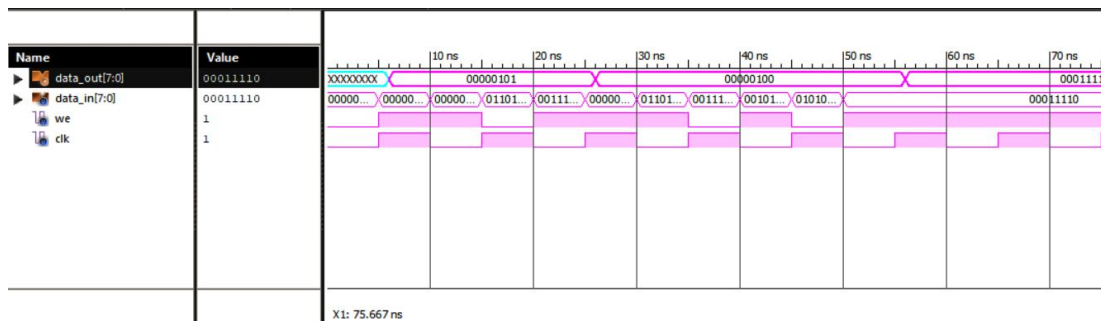 10 ns 20 ns 30 ns 40 ns 50 ns 60 ns 70 ns
Name Value
data_out[7:0] 00011110 XXXXXXXX 00000101 00000100 0001111
data_in[7:0] 00011110 00000... 00000... 00000... 01101... 00111... 00000... 01101... 00111... 00101... 01010... 00011110
we 1
clk 1
X1: 75.667 ns